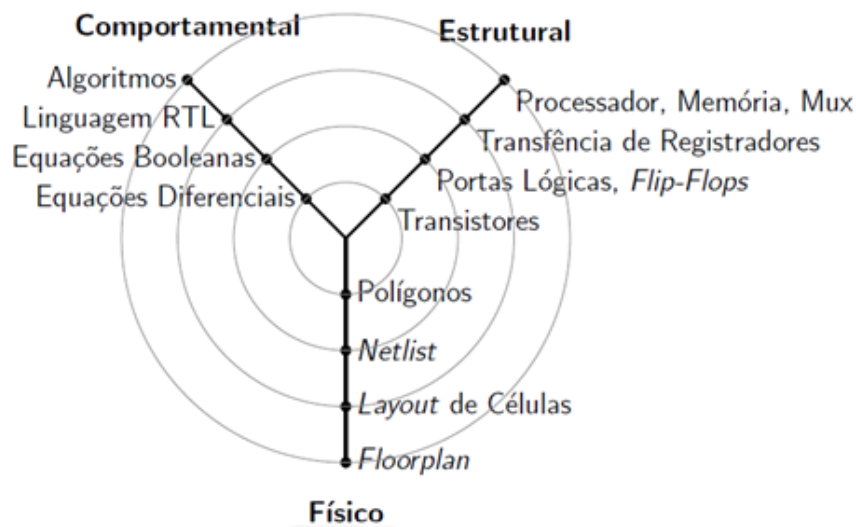 Comportamental
Estrutural
Algoritmos
Linguagem RTL
Equações Booleanas
Equações Diferenciais
Processador, Memória, Mux
Transfência de Registradores
Portas Lógicas, Flip-Flops
Transistores
Polígonos
Netlist
Layout de Células
Floorplan
Físico